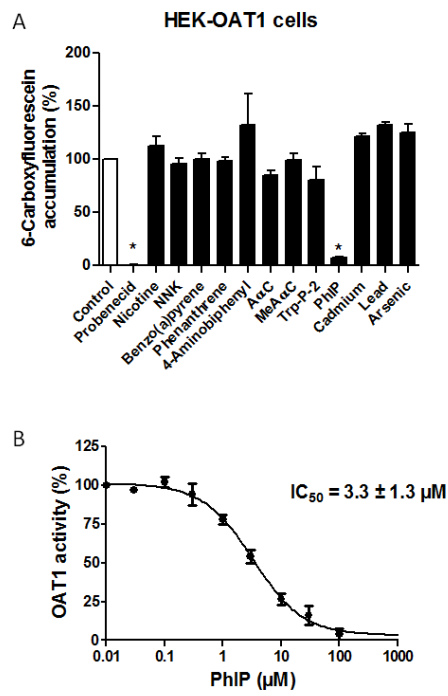 A
HEK-OAT1 cells
6-Carboxyfluorescein
accumulation (%)
200
150
100
50
0
*
*
Control
Probenecid
Nicotine
NNK
Benzo(a)pyrene
Phenanthrene
4-Aminobiphenyl
AαC
MeAαC
Trp-P-2
PhIP
Cadmium
Lead
Arsenic
B
OAT1 activity (%)
125
100
75
50
25
0
IC50 = 3.3 ± 1.3 µM
0.01 0.1 1 10 100 1000
PhIP (µM)